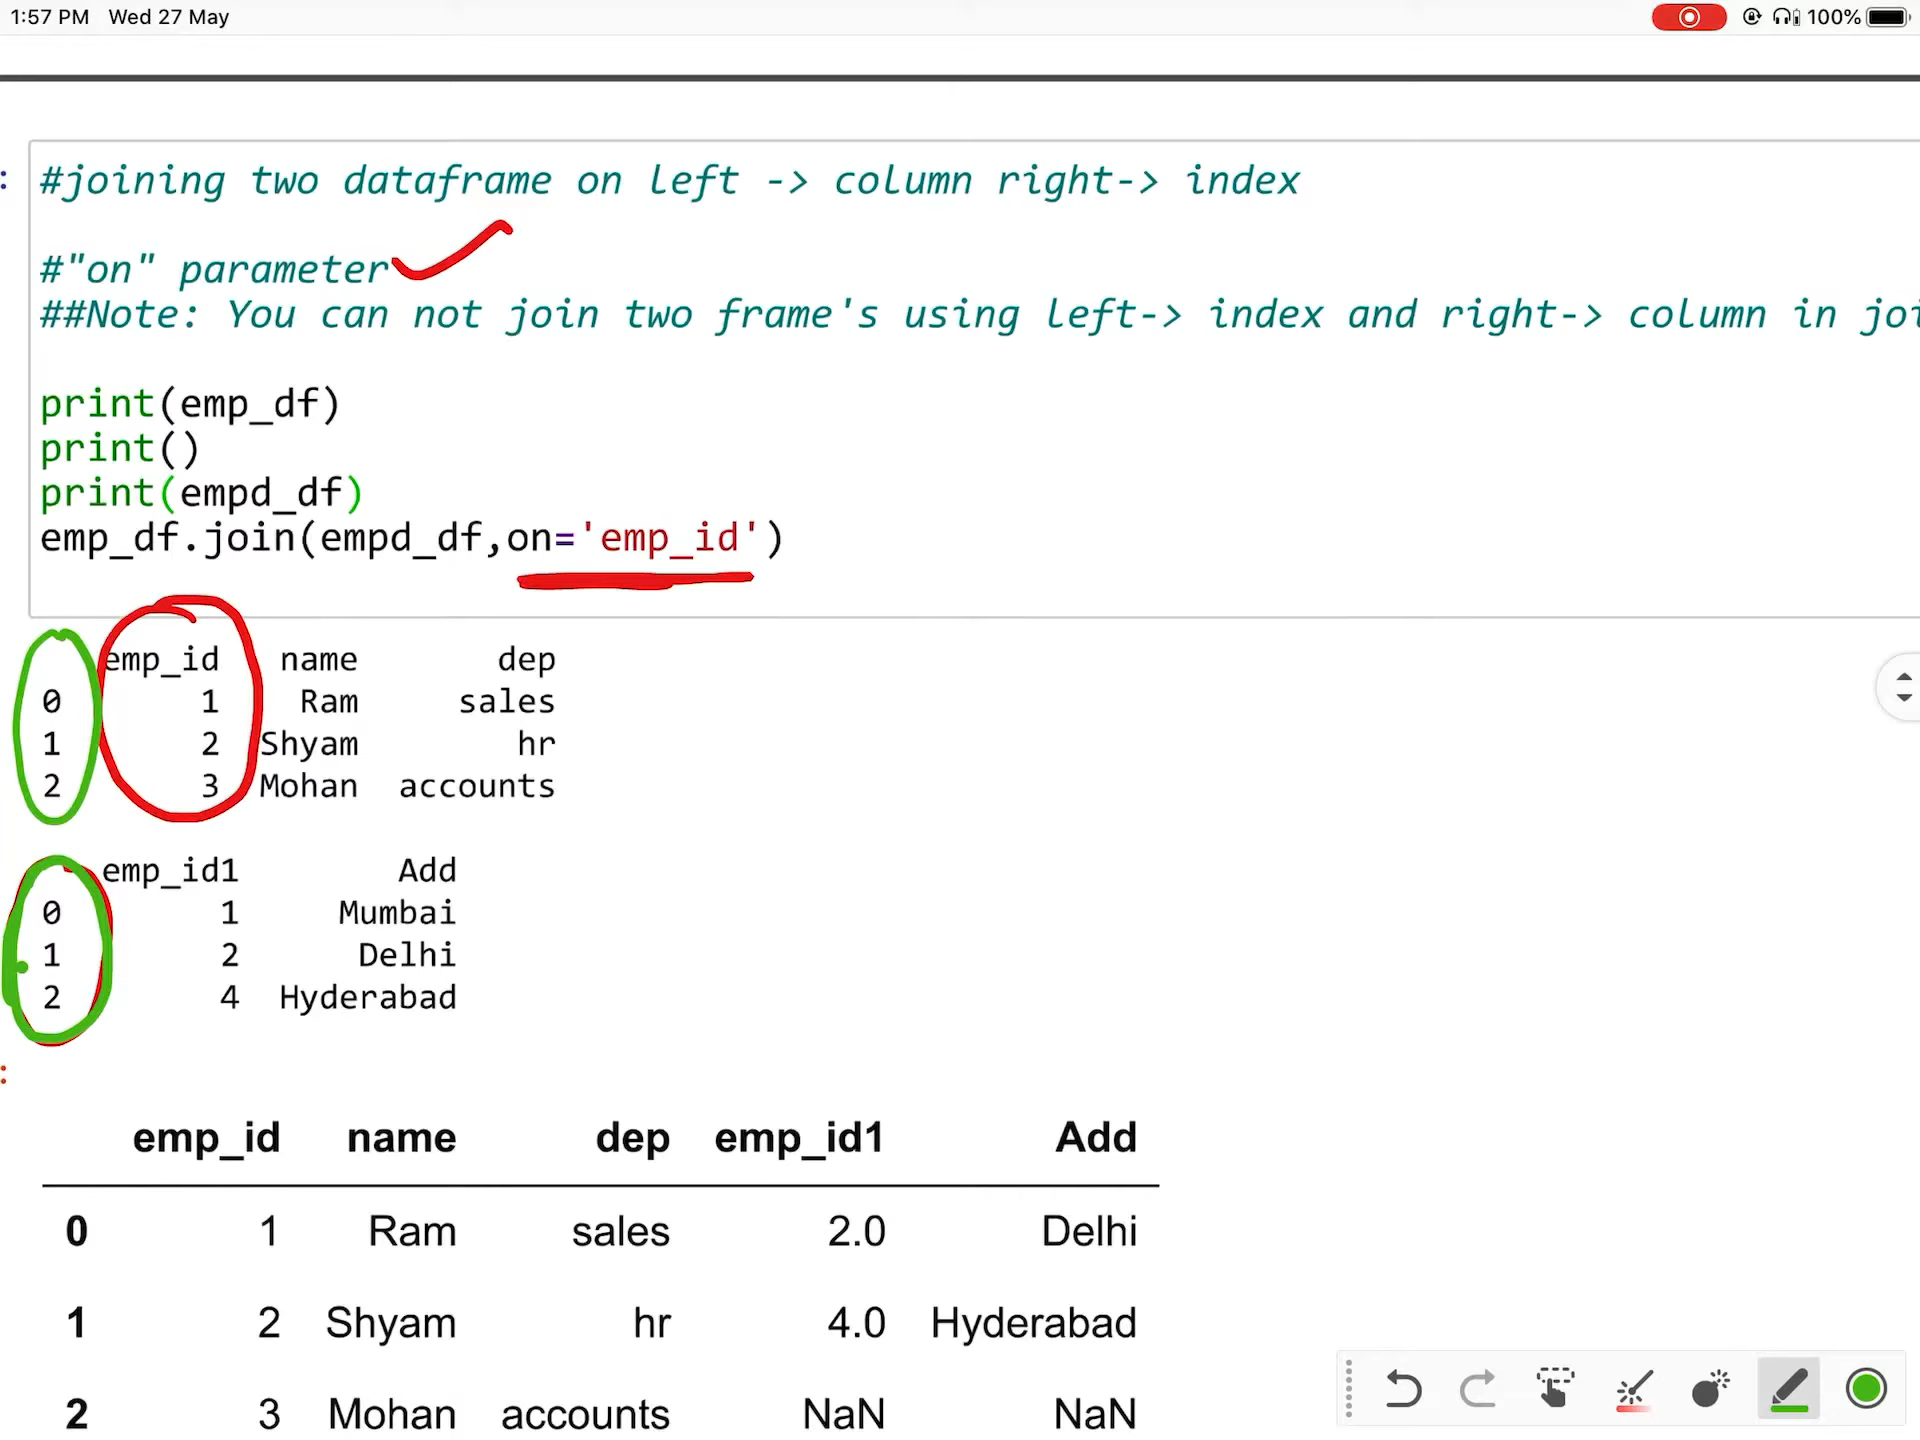 1:57 PM Wed 27 May 100%
#joining two dataframe on left -> column right-> index
#"on" parameter
##Note: You can not join two frame's using left-> index and right-> column in joi
print(emp_df)
print()
print(empd_df)
emp_df.join(empd_df,on='emp_id')
emp_id name dep
0 1 Ram sales
1 2 Shyam hr
2 3 Mohan accounts
emp_id1 Add
0 1 Mumbai
1 2 Delhi
2 4 Hyderabad
emp_id name dep emp_id1 Add
0 1 Ram sales 2.0 Delhi
1 2 Shyam hr 4.0 Hyderabad
2 3 Mohan accounts NaN NaN